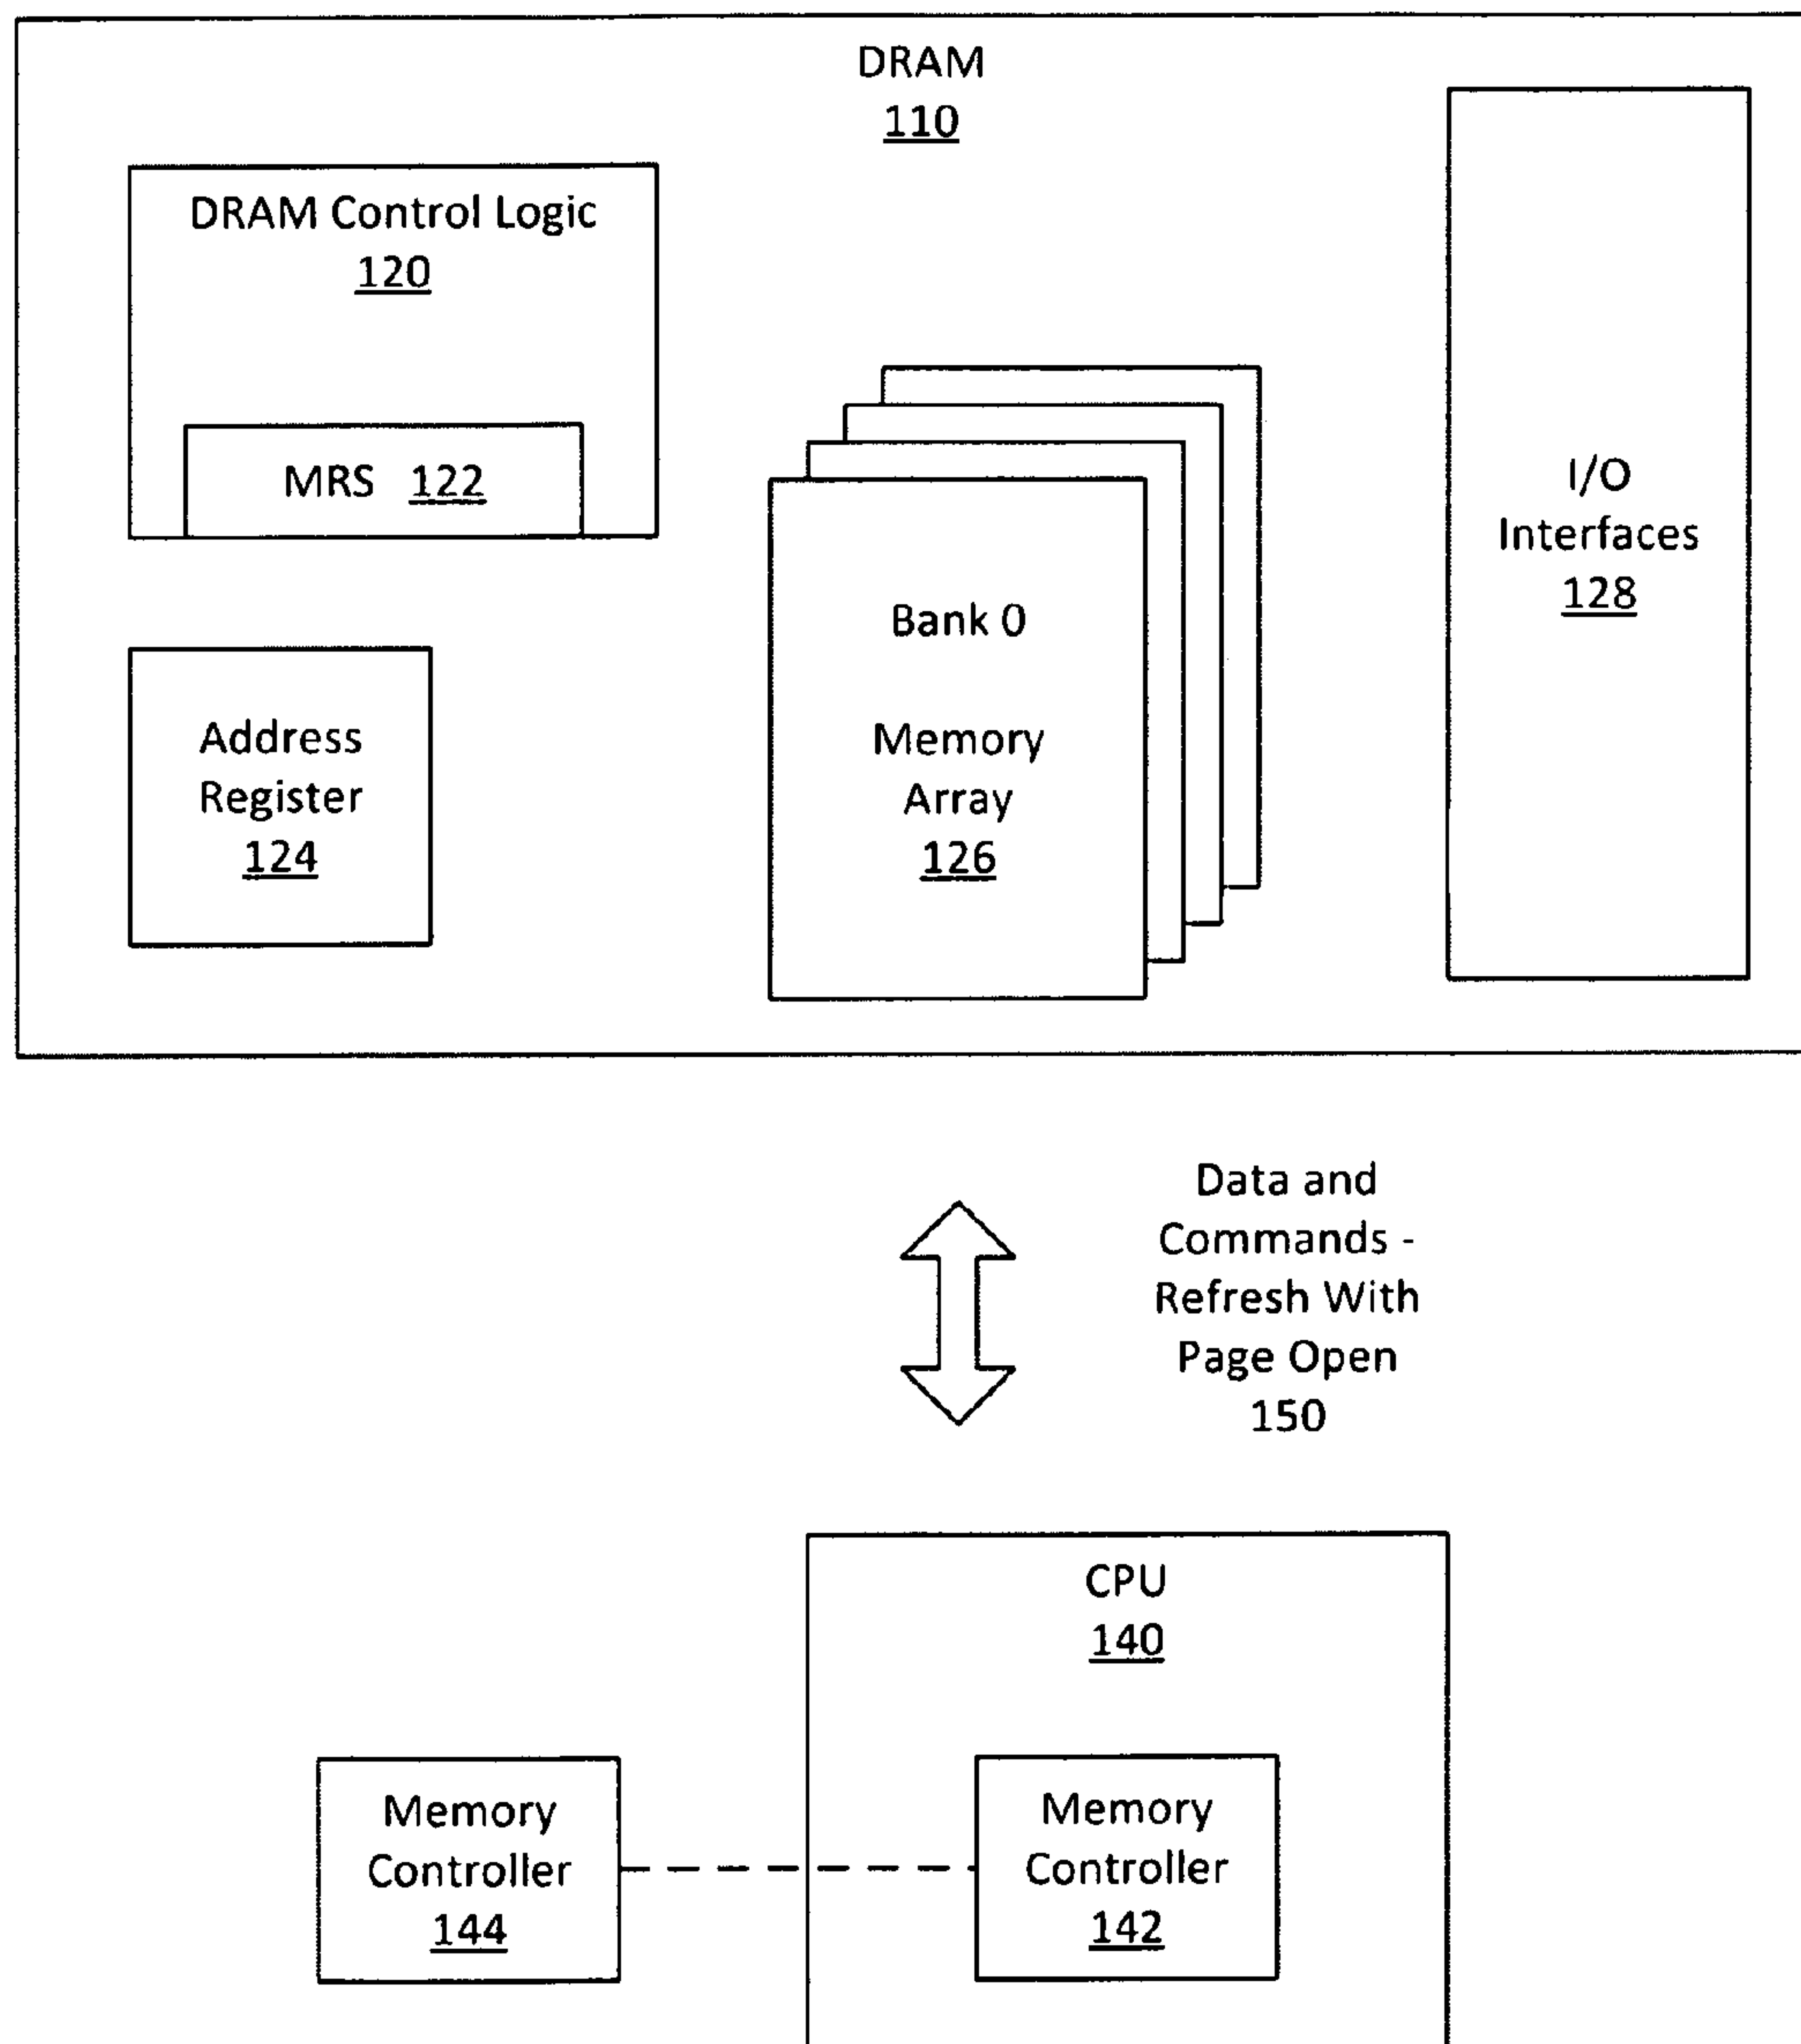 DRAM
110
DRAM Control Logic
120
MRS 122
Address
Register
124
Bank 0
Memory
Array
126
I/O
Interfaces
128
Data and
Commands -
Refresh With
Page Open
150
CPU
140
Memory
Controller
144
Memory
Controller
142